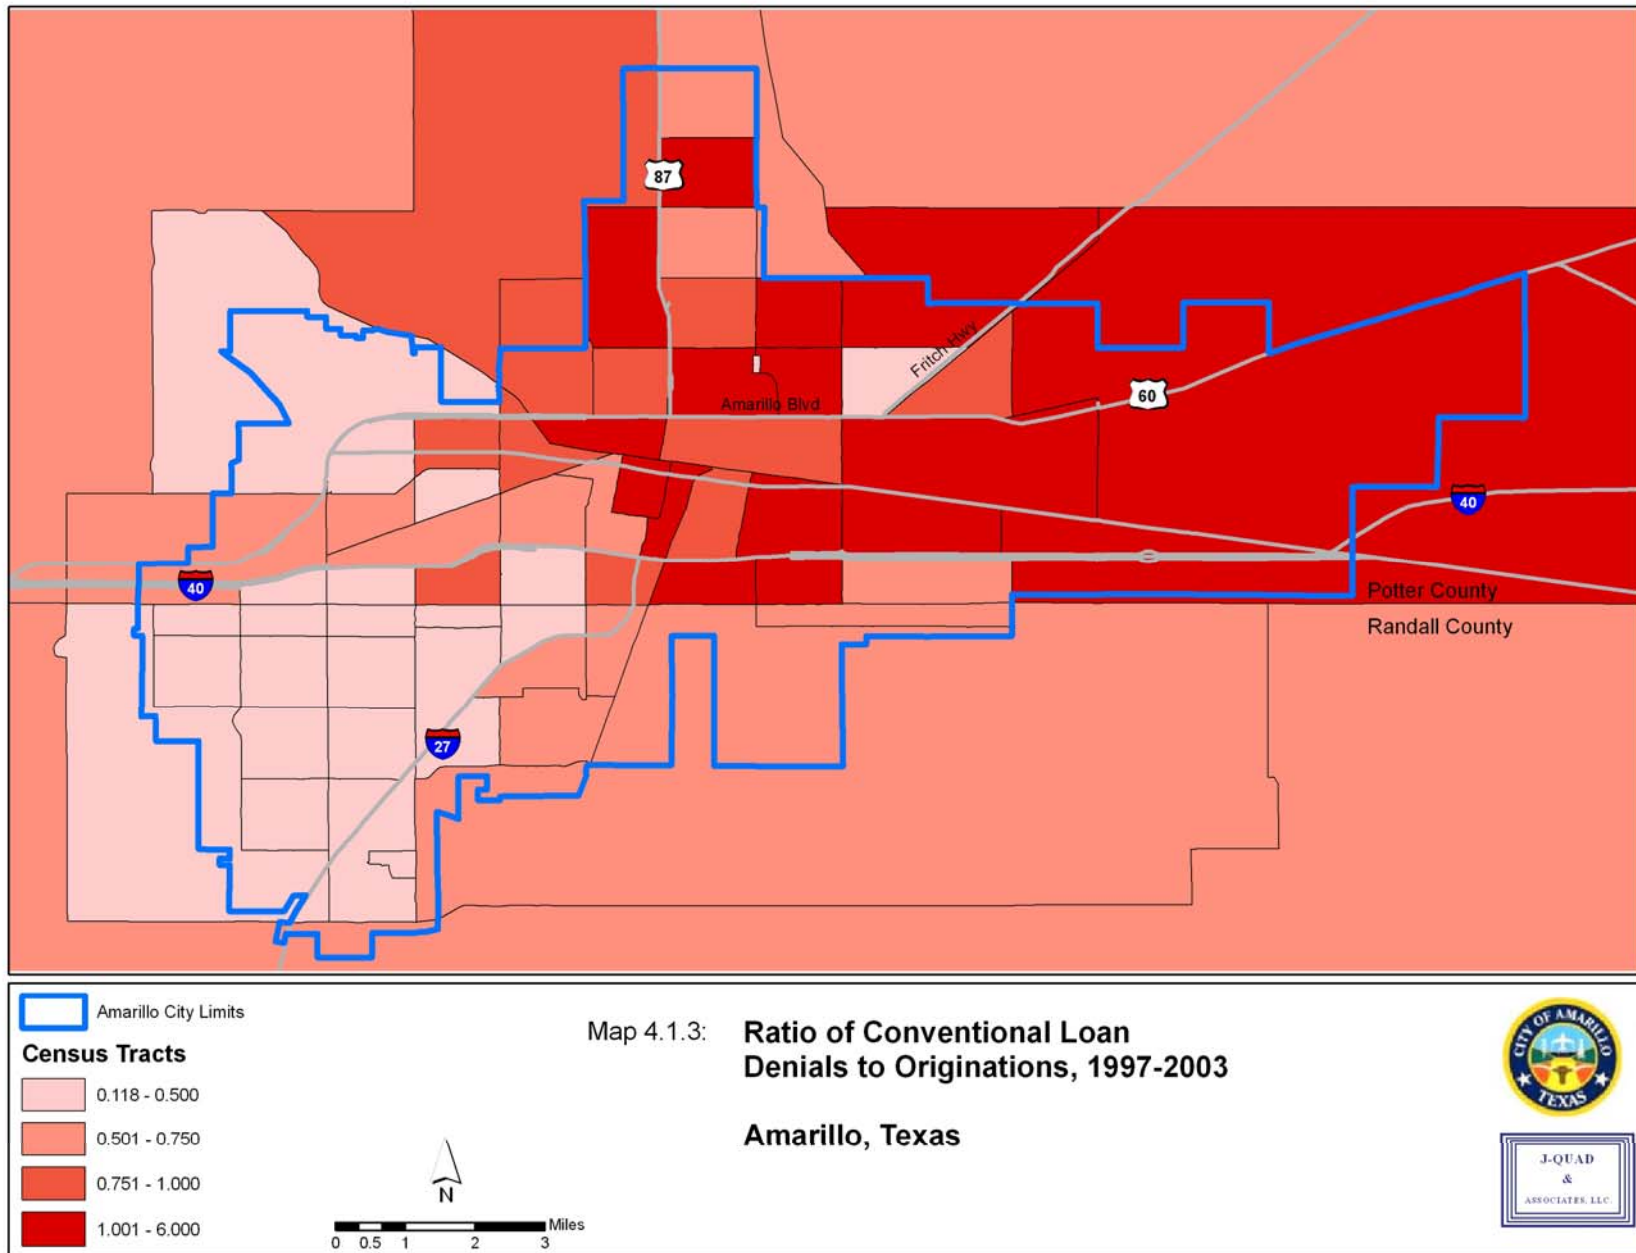 87
Fritch Hwy
Amarillo Blvd
60
40
40
Potter County
Randall County
27
Amarillo City Limits
Census Tracts
0.118 - 0.500
0.501 - 0.750
0.751 - 1.000
1.001 - 6.000
N
Miles
0 0.5 1 2 3
Map 4.1.3: Ratio of Conventional Loan
Denials to Originations, 1997-2003
Amarillo, Texas
CITY OF AMARILLO
TEXAS
J-QUAD
&
ASSOCIATES, LLC.